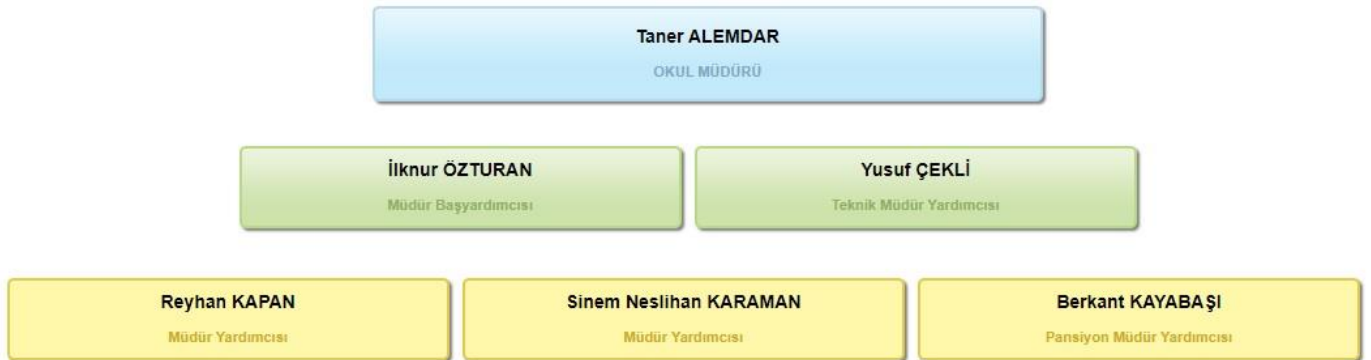 Taner ALEMDAR
OKUL MÜDÜRÜ
İlknur ÖZTURAN
Müdür Başyardımcısı
Yusuf ÇEKLİ
Teknik Müdür Yardımcısı
Reyhan KAPAN
Müdür Yardımcısı
Sinem Neslihan KARAMAN
Müdür Yardımcısı
Berkant KAYABAŞI
Pansiyon Müdür Yardımcısı